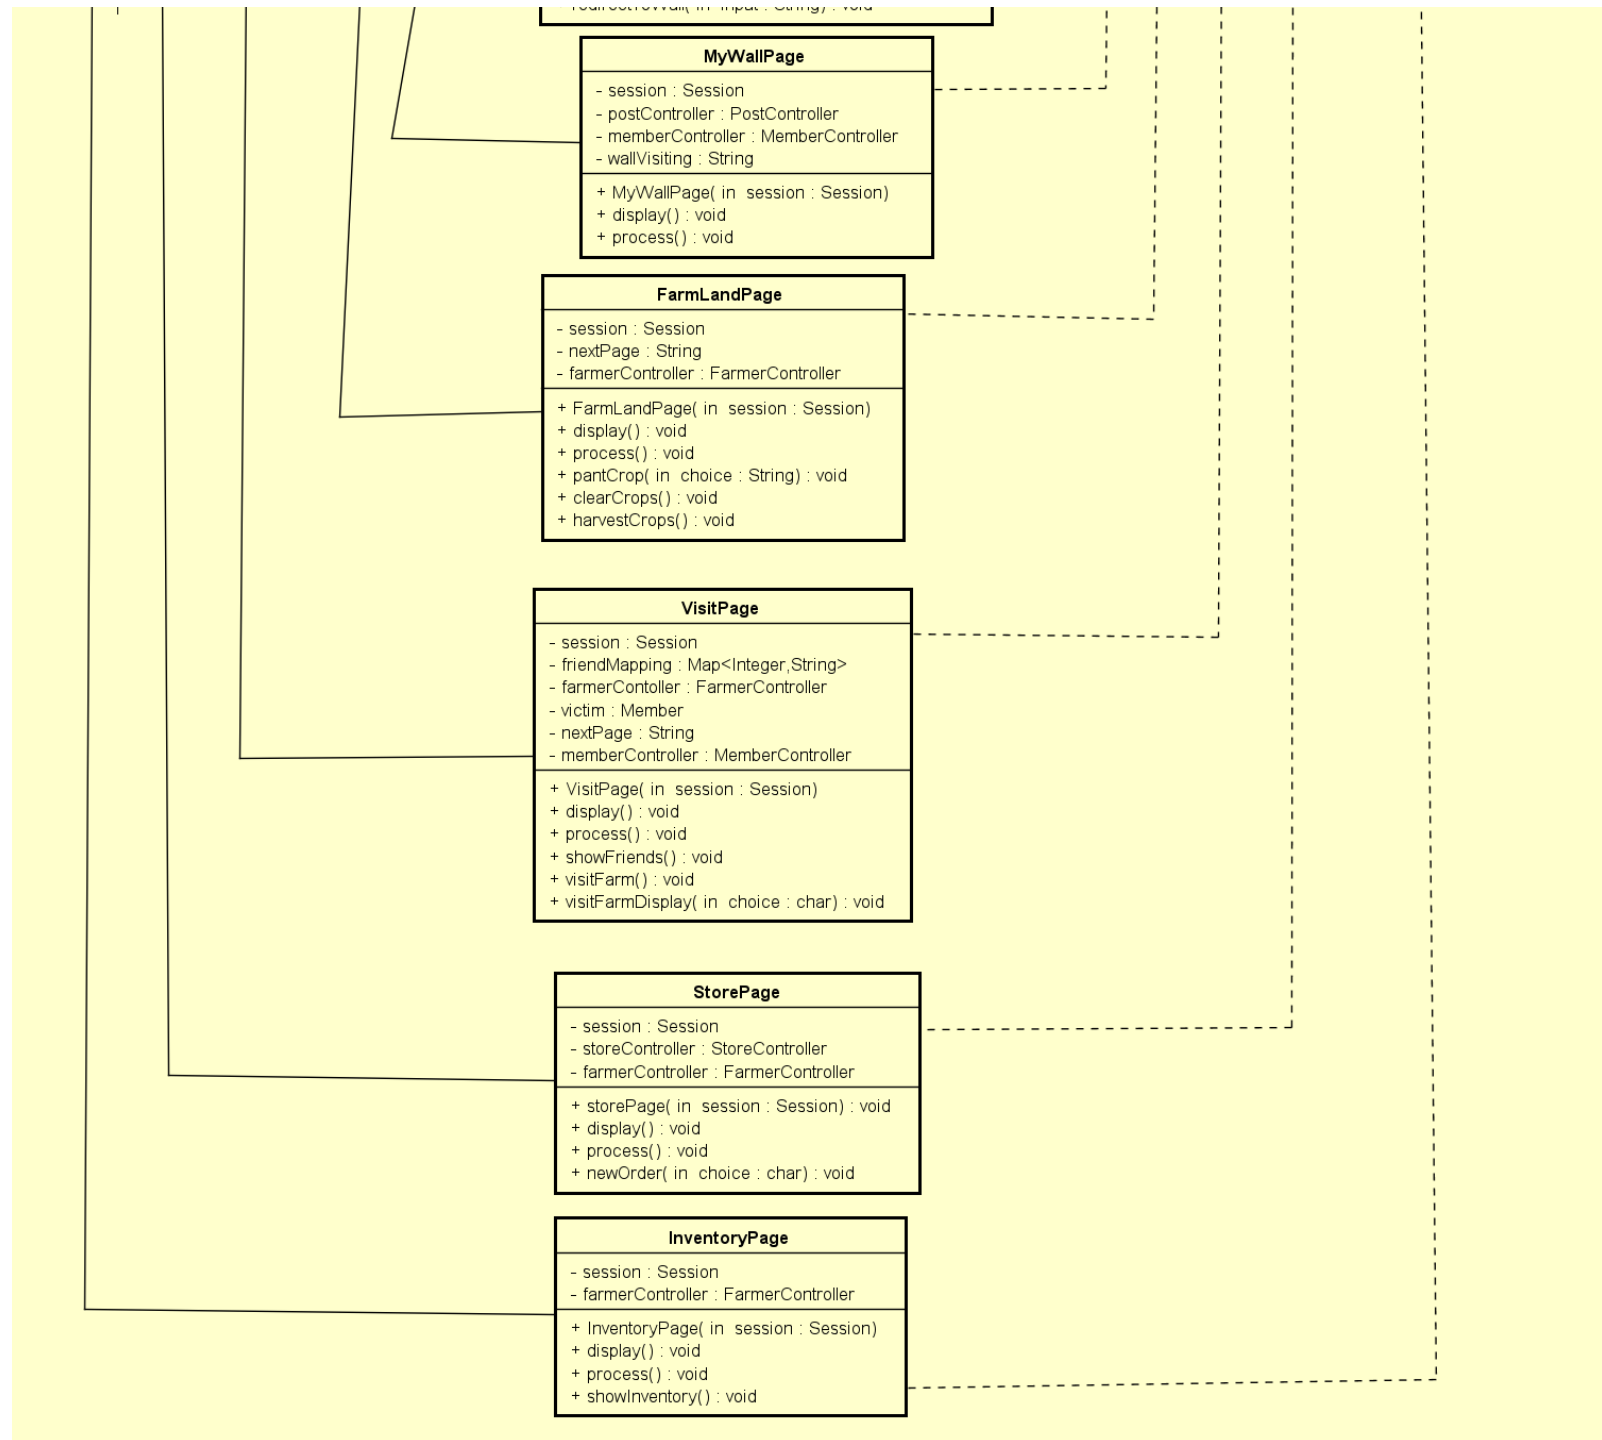 + redirectToWall( in input : String) : void
MyWallPage
- session : Session
- postController : PostController
- memberController : MemberController
- wallVisiting : String
+ MyWallPage( in session : Session)
+ display() : void
+ process() : void
FarmLandPage
- session : Session
- nextPage : String
- farmerController : FarmerController
+ FarmLandPage( in session : Session)
+ display() : void
+ process() : void
+ pantCrop( in choice : String) : void
+ clearCrops() : void
+ harvestCrops() : void
VisitPage
- session : Session
- friendMapping : Map<Integer,String>
- farmerContoller : FarmerController
- victim : Member
- nextPage : String
- memberController : MemberController
+ VisitPage( in session : Session)
+ display() : void
+ process() : void
+ showFriends() : void
+ visitFarm() : void
+ visitFarmDisplay( in choice : char) : void
StorePage
- session : Session
- storeController : StoreController
- farmerController : FarmerController
+ storePage( in session : Session) : void
+ display() : void
+ process() : void
+ newOrder( in choice : char) : void
InventoryPage
- session : Session
- farmerController : FarmerController
+ InventoryPage( in session : Session)
+ display() : void
+ process() : void
+ showInventory() : void